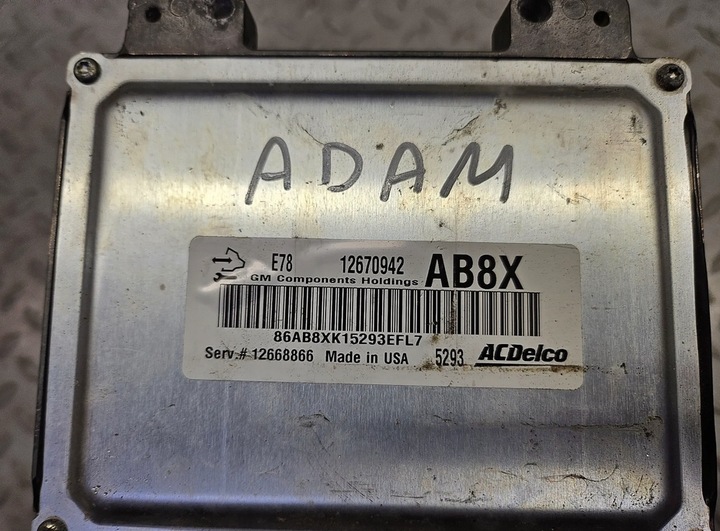 ADAM
E78 12670942 AB8X
GM Components Holdings
86AB8XK15293EFL7
Serv.# 12668866 Made in USA 5293 ACDelco